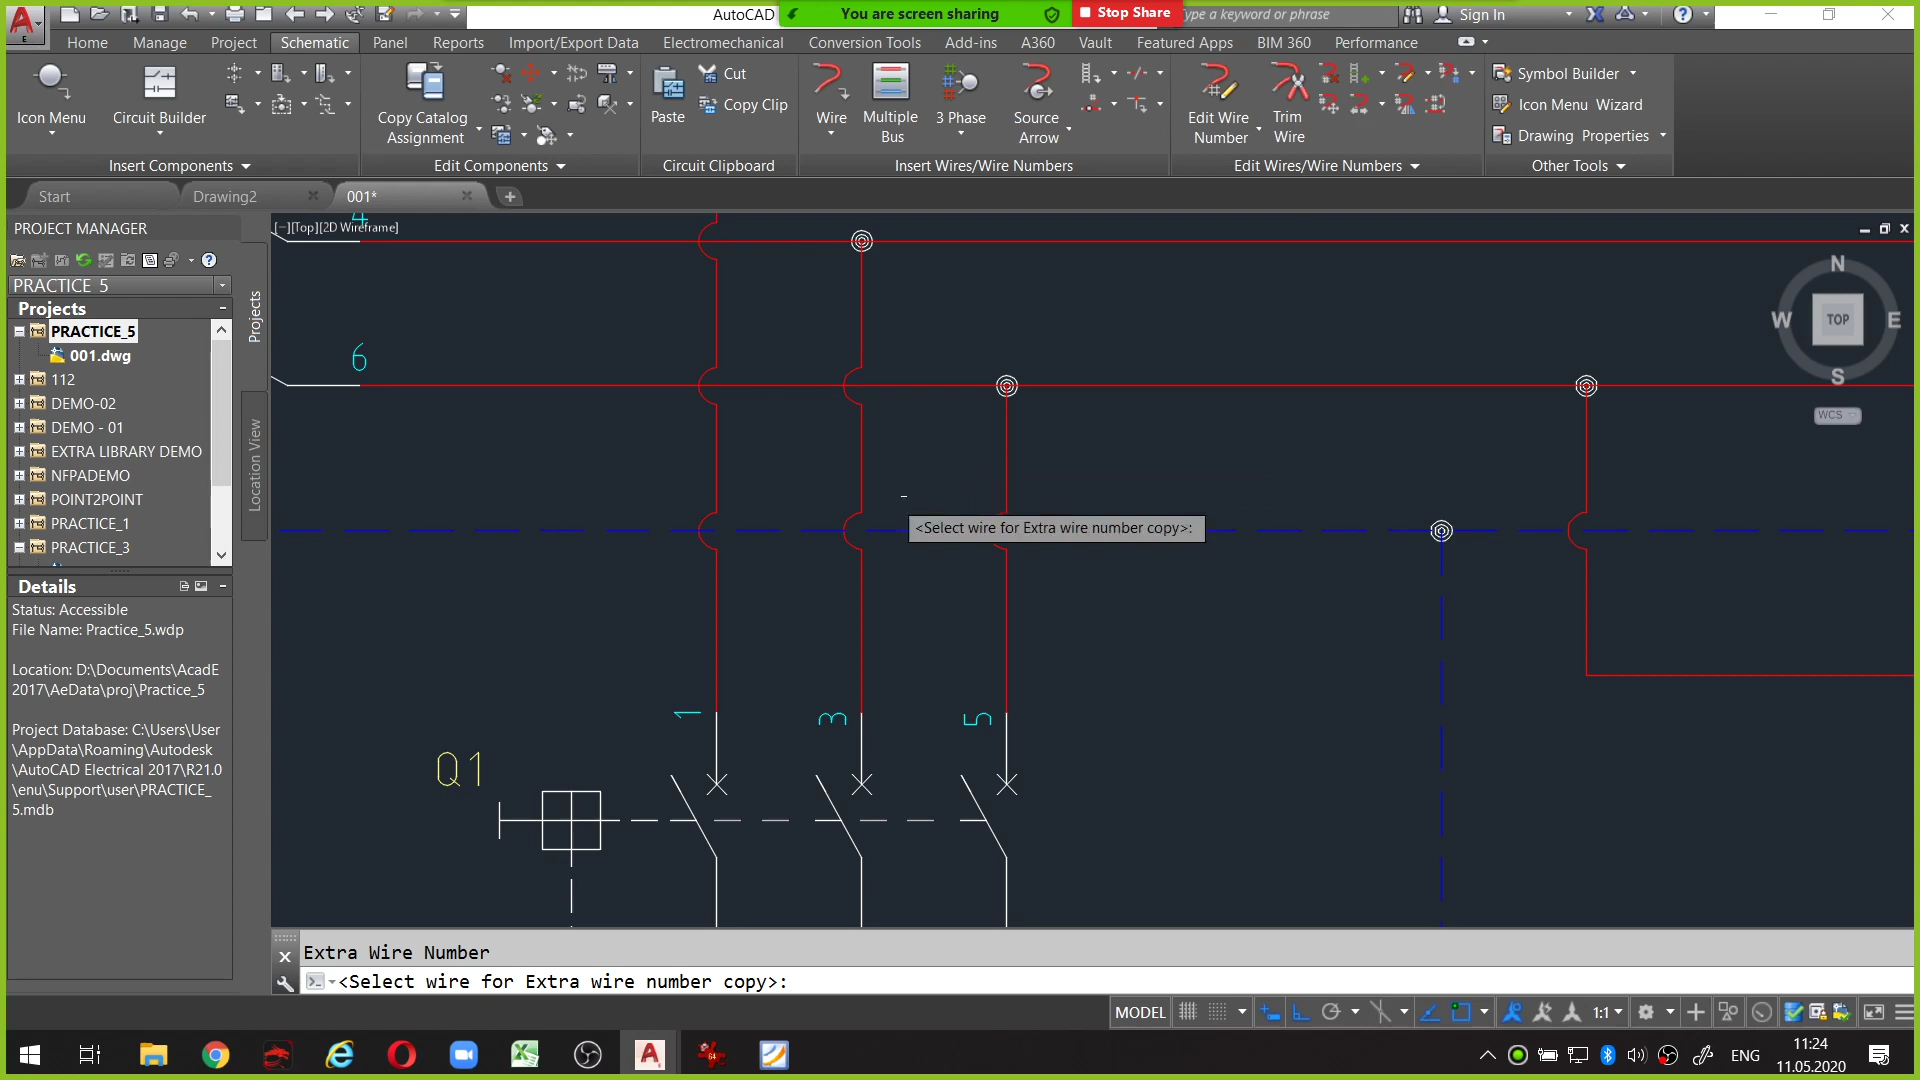 AutoCAD
You are screen sharing
Stop Share
Type a keyword or phrase
Sign In
Home Manage Project Schematic Panel Reports Import/Export Data Electromechanical Conversion Tools Add-ins A360 Vault Featured Apps BIM 360 Performance
Icon Menu
Circuit Builder
Insert Components
Copy Catalog
Assignment
Edit Components
Paste
Cut
Copy Clip
Circuit Clipboard
Wire
Multiple
Bus
3 Phase
Source
Arrow
Insert Wires/Wire Numbers
Edit Wire
Number
Trim
Wire
Edit Wires/Wire Numbers
Symbol Builder
Icon Menu Wizard
Drawing Properties
Other Tools
Start Drawing2 001*
PROJECT MANAGER
PRACTICE_5
Projects
PRACTICE_5
001.dwg
112
DEMO-02
DEMO - 01
EXTRA LIBRARY DEMO
NFPADEMO
POINT2POINT
PRACTICE_1
PRACTICE_3
Projects
Location View
Details
Status: Accessible
File Name: Practice_5.wdp
Location: D:\Documents\AcadE
2017\AeData\proj\Practice_5
Project Database: C:\Users\User
\AppData\Roaming\Autodesk
\AutoCAD Electrical 2017\R21.0
\enu\Support\user\PRACTICE_
5.mdb
[−][Top][2D Wireframe]
4
6
N
W TOP E
S
WCS
<Select wire for Extra wire number copy>:
1 3 5
Q1
Extra Wire Number
<Select wire for Extra wire number copy>:
MODEL
1:1
ENG
11:24
11.05.2020